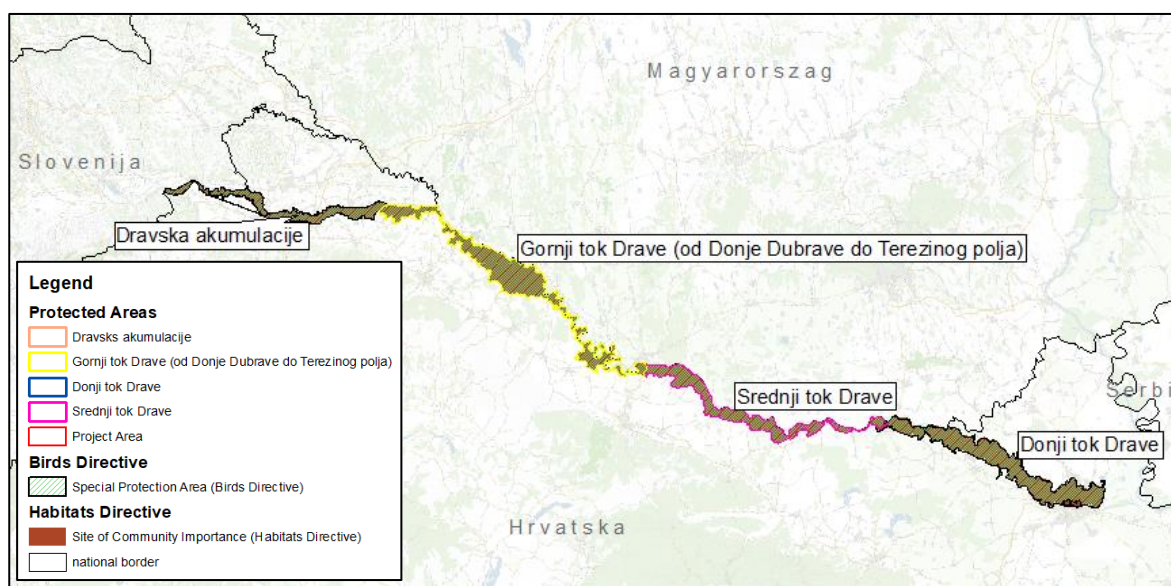 Magyarország
Slovenija
Dravska akumulacije
Gornji tok Drave (od Donje Dubrave do Terezinog polja)
Srednji tok Drave
Serbi
Donji tok Drave
Hrvatska
Legend
Protected Areas
Dravsks akumulacije
Gornji tok Drave (od Donje Dubrave do Terezinog polja)
Donji tok Drave
Srednji tok Drave
Project Area
Birds Directive
Special Protection Area (Birds Directive)
Habitats Directive
Site of Community Importance (Habitats Directive)
national border